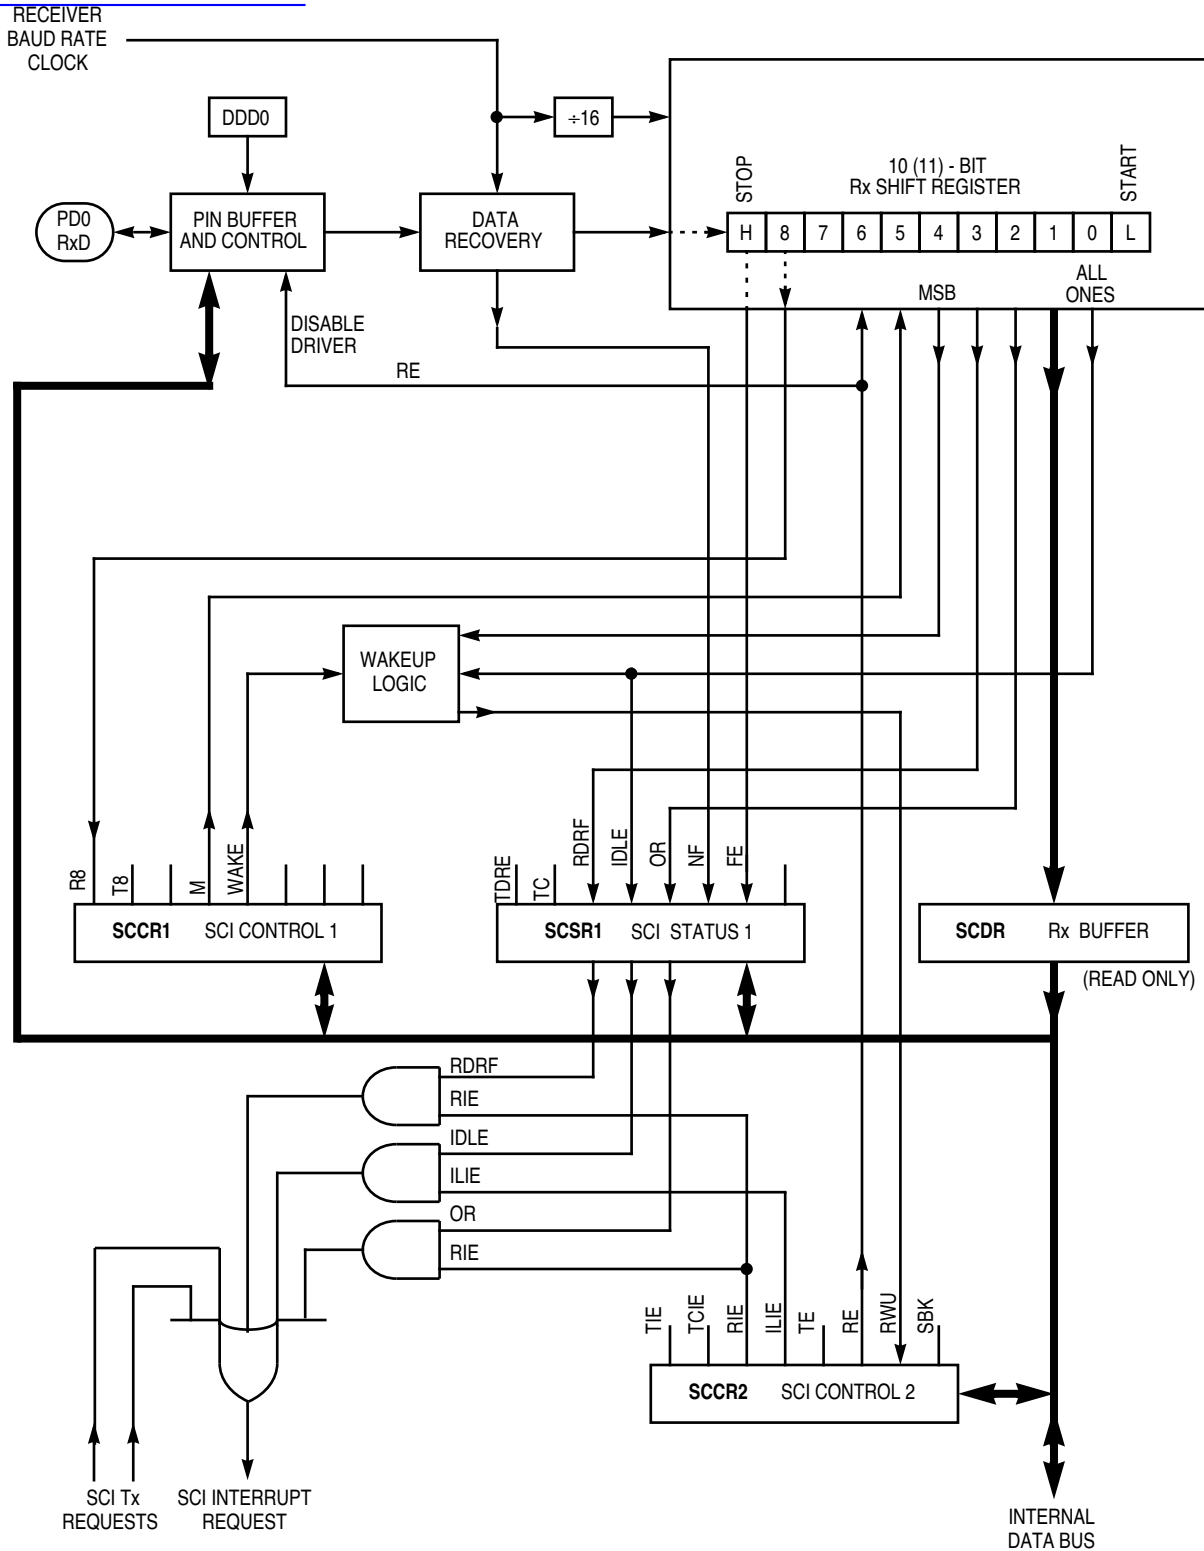 RECEIVER
BAUD RATE
CLOCK
DDD0
÷16
STOP
10 (11) - BIT
Rx SHIFT REGISTER
START
PD0
RxD
PIN BUFFER
AND CONTROL
DATA
RECOVERY
H 8 7 6 5 4 3 2 1 0 L
MSB
ALL
ONES
DISABLE
DRIVER
RE
WAKEUP
LOGIC
R8
T8
M
WAKE
TDRE
TC
RDRF
IDLE
OR
NF
FE
SCCR1 SCI CONTROL 1
SCSR1 SCI STATUS 1
SCDR Rx BUFFER
(READ ONLY)
RDRF
RIE
IDLE
ILIE
OR
RIE
TIE
TCIE
RIE
ILIE
TE
RE
RWU
SBK
SCCR2 SCI CONTROL 2
SCI Tx
REQUESTS
SCI INTERRUPT
REQUEST
INTERNAL
DATA BUS